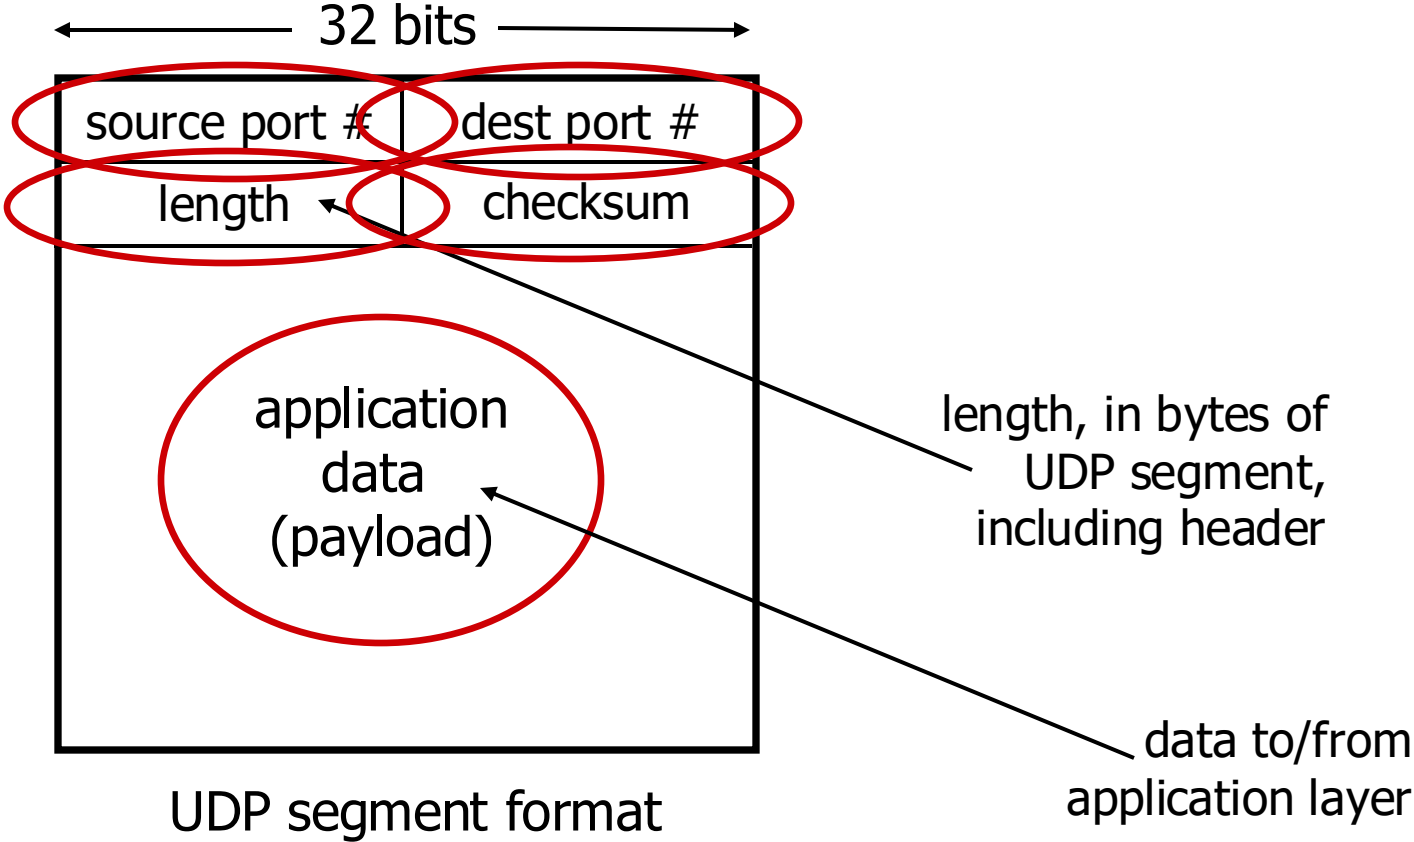 32 bits
source port #
dest port #
length
checksum
application
data
(payload)
length, in bytes of
UDP segment,
including header
data to/from
application layer
UDP segment format